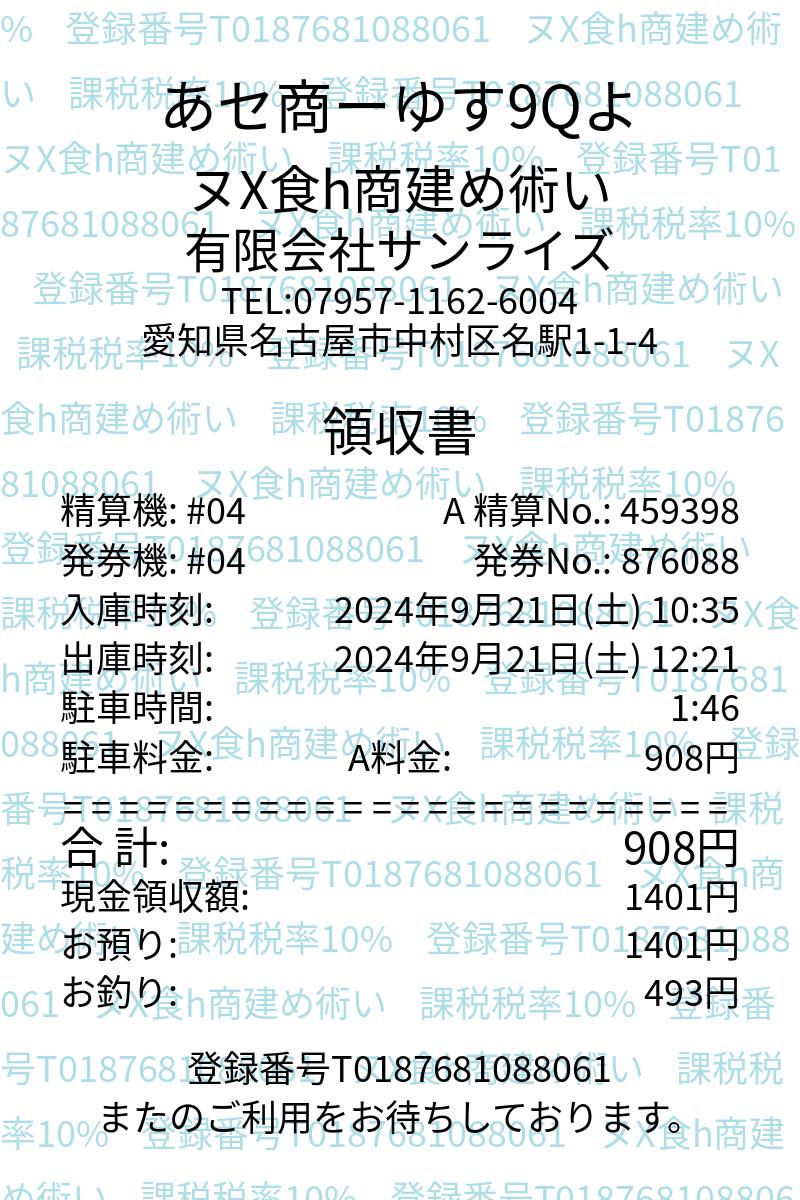 あセ商ーゆす9Qよ
ヌX食h商建め術い
有限会社サンライズ
TEL:07957-1162-6004
愛知県名古屋市中村区名駅1-1-4
領収書
精算機: #04 A 精算No.: 459398
発券機: #04 発券No.: 876088
入庫時刻: 2024年9月21日(土) 10:35
出庫時刻: 2024年9月21日(土) 12:21
駐車時間: 1:46
駐車料金: A料金: 908円
========================
合 計: 908円
現金領収額: 1401円
お預り: 1401円
お釣り: 493円
登録番号T0187681088061
またのご利用をお待ちしております。